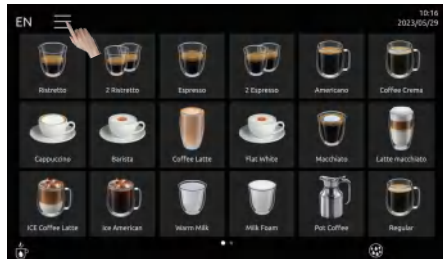 EN
10:16
2023/05/29
Ristretto
2 Ristretto
Espresso
2 Espresso
Americano
Coffee Crema
Cappuccino
Barista
Coffee Latte
Flat White
Macchiato
Latte macchiato
ICE Coffee Latte
Ice American
Warm Milk
Milk Foam
Pot Coffee
Regular